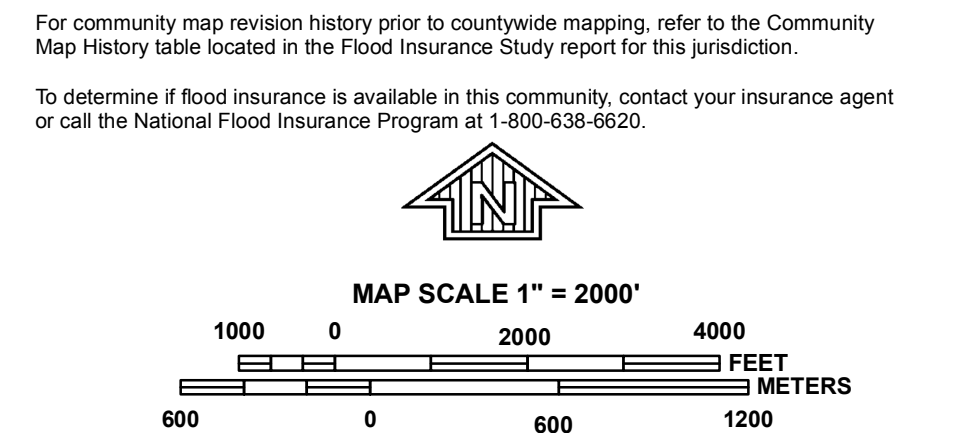 For community map revision history prior to countywide mapping, refer to the Community
Map History table located in the Flood Insurance Study report for this jurisdiction.
To determine if flood insurance is available in this community, contact your insurance agent
or call the National Flood Insurance Program at 1-800-638-6620.
N
MAP SCALE 1" = 2000'
1000 0 2000 4000
FEET
METERS
600 0 600 1200